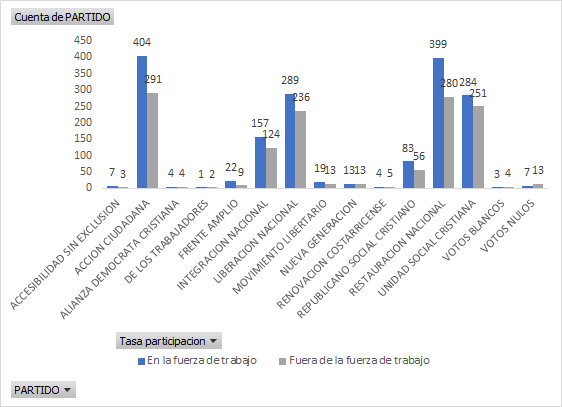 Cuenta de PARTIDO
450
400
350
300
250
200
150
100
50
0
7 3
404 291
4 4
1 2
22 9
157 124
289 236
19 13
13 13
4 5
83 56
399 280
284 251
3 4
7 13
ACCESIBILIDAD SIN EXCLUSION
ACCION CIUDADANA
ALIANZA DEMOCRATA CRISTIANA
DE LOS TRABAJADORES
FRENTE AMPLIO
INTEGRACION NACIONAL
LIBERACION NACIONAL
MOVIMIENTO LIBERTARIO
NUEVA GENERACION
RENOVACION COSTARRICENSE
REPUBLICANO SOCIAL CRISTIANO
RESTAURACION NACIONAL
UNIDAD SOCIAL CRISTIANA
VOTOS BLANCOS
VOTOS NULOS
Tasa participacion
En la fuerza de trabajo Fuera de la fuerza de trabajo
PARTIDO